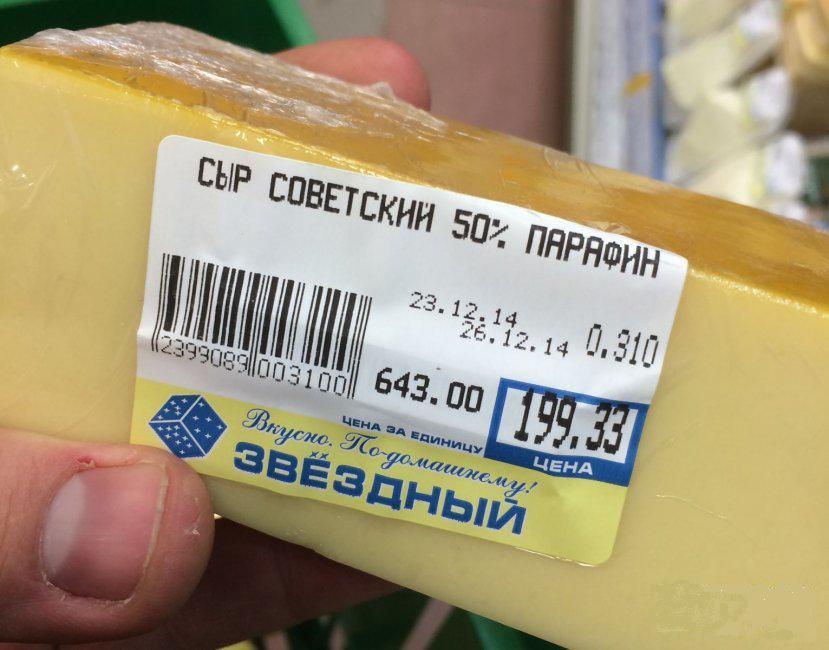 СЫР СОВЕТСКИЙ 50% ПАРАФИН
23.12.14
26.12.14 0.310
2399089 003100
643.00 199.33
ЦЕНА ЗА ЕДИНИЦУ ЦЕНА
Вкусно. По-домашнему!
ЗВЁЗДНЫЙ